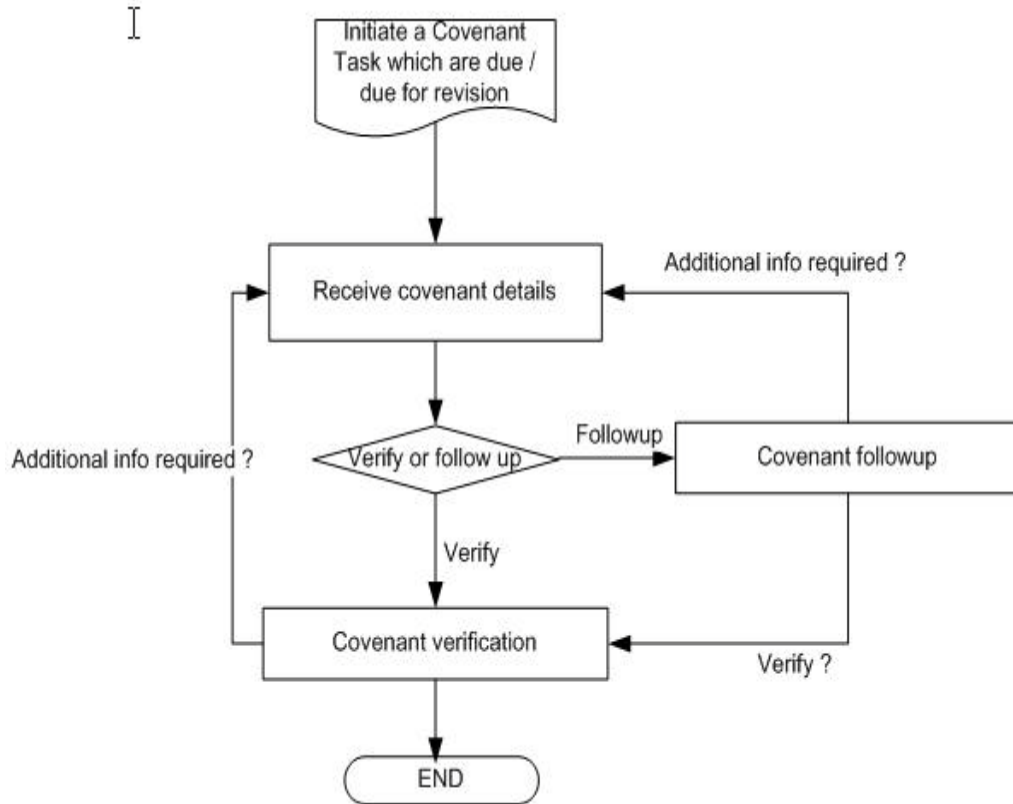 Initiate a Covenant
Task which are due /
due for revision
Additional info required ?
Receive covenant details
Followup
Verify or follow up
Covenant followup
Additional info required ?
Verify
Covenant verification
Verify ?
END